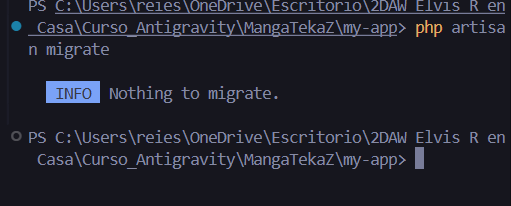 PS C:\Users\reies\OneDrive\Escritorio\2DAW Elvis R en
 Casa\Curso_Antigravity\MangaTekaZ\my-app> php artisa
n migrate
INFO Nothing to migrate.
PS C:\Users\reies\OneDrive\Escritorio\2DAW Elvis R en
 Casa\Curso_Antigravity\MangaTekaZ\my-app>